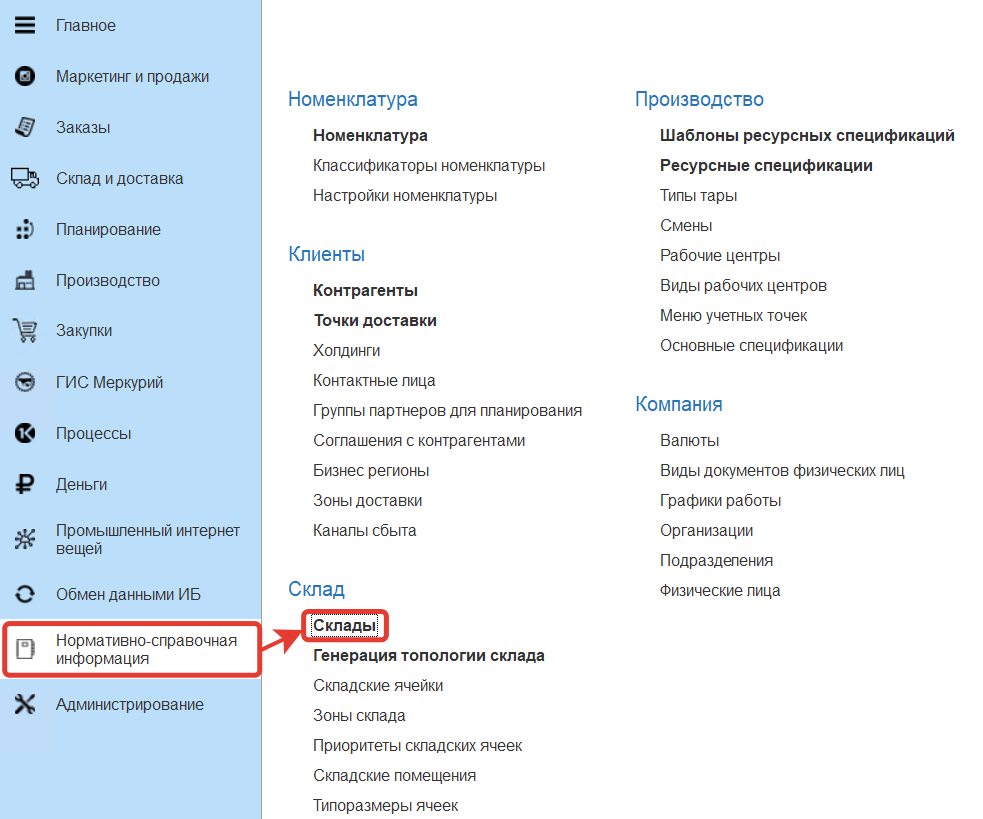 Главное
Маркетинг и продажи
Заказы
Склад и доставка
Планирование
Производство
Закупки
ГИС Меркурий
Процессы
Деньги
Промышленный интернет
вещей
Обмен данными ИБ
Нормативно-справочная
информация
Администрирование
Номенклатура
Номенклатура
Классификаторы номенклатуры
Настройки номенклатуры
Клиенты
Контрагенты
Точки доставки
Холдинги
Контактные лица
Группы партнеров для планирования
Соглашения с контрагентами
Бизнес регионы
Зоны доставки
Каналы сбыта
Склад
Склады
Генерация топологии склада
Складские ячейки
Зоны склада
Приоритеты складских ячеек
Складские помещения
Типоразмеры ячеек
Производство
Шаблоны ресурсных спецификаций
Ресурсные спецификации
Типы тары
Смены
Рабочие центры
Виды рабочих центров
Меню учетных точек
Основные спецификации
Компания
Валюты
Виды документов физических лиц
Графики работы
Организации
Подразделения
Физические лица